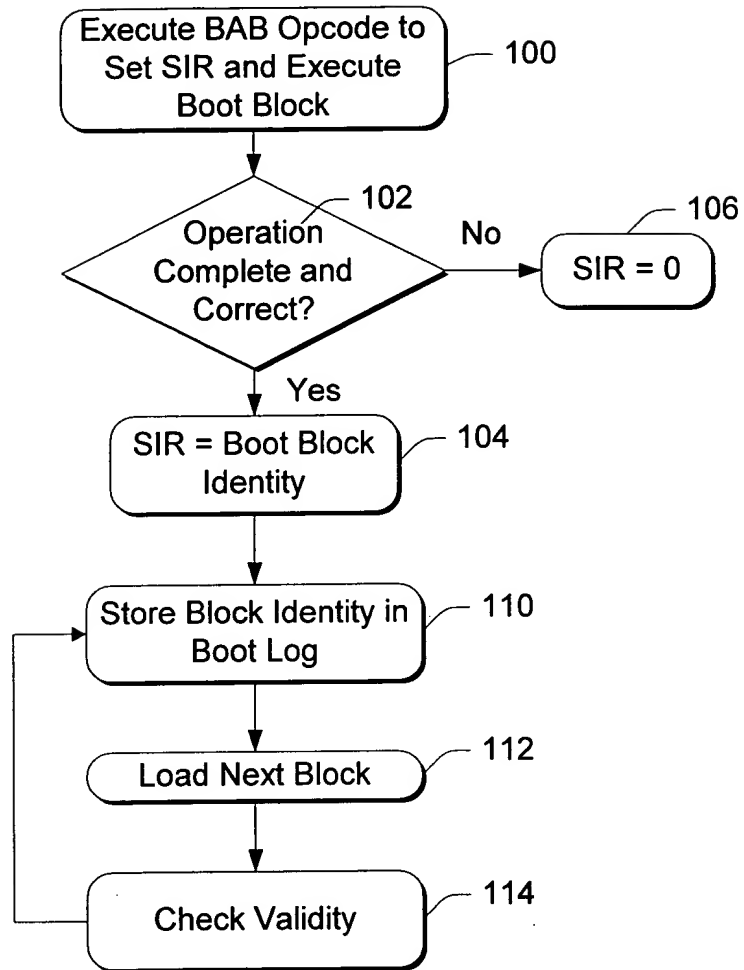 Execute BAB Opcode to
Set SIR and Execute
Boot Block
100
102
Operation
Complete and
Correct?
No
106
SIR = 0
Yes
SIR = Boot Block
Identity
104
Store Block Identity in
Boot Log
110
Load Next Block
112
Check Validity
114